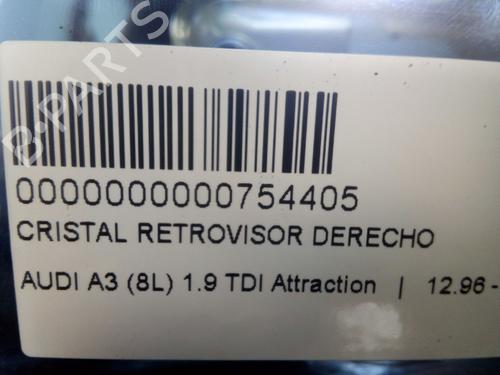 B-PARTS
0000000000754405
CRISTAL RETROVISOR DERECHO
AUDI A3 (8L) 1.9 TDI Attraction | 12.96 -